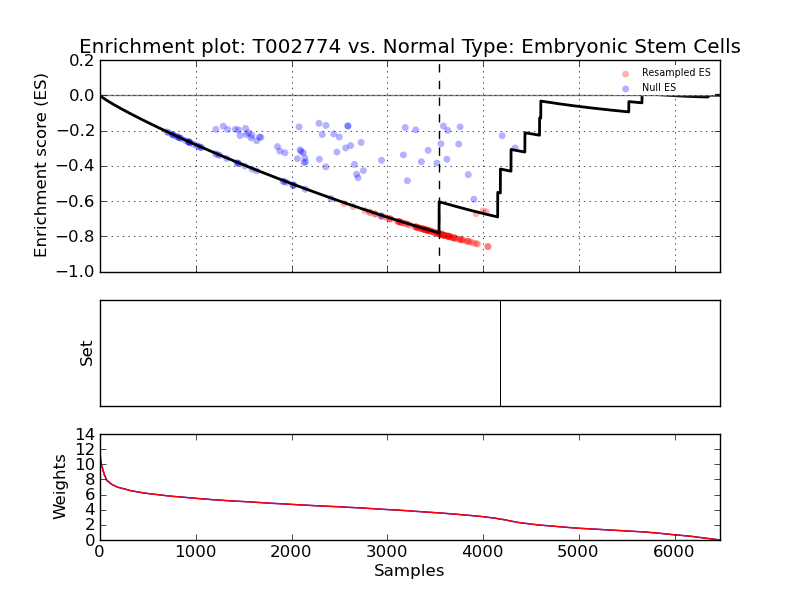 Enrichment plot: T002774 vs. Normal Type: Embryonic Stem Cells
0.2
0.0
−0.2
−0.4
−0.6
−0.8
−1.0
Enrichment score (ES)
Resampled ES
Null ES
Set
14
12
10
8
6
4
2
0
Weights
0 1000 2000 3000 4000 5000 6000
Samples